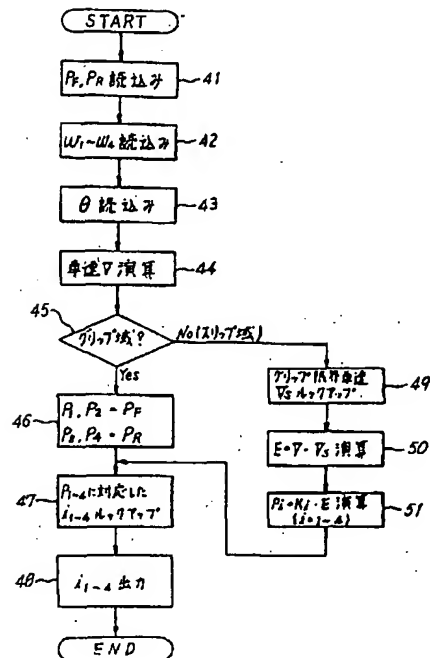 START
PF, PR 読込み
41
ω1~ω4 読込み
42
θ 読込み
43
車速V 演算
44
45
グリップ域?
No(スリップ域)
Yes
グリップ限界車速
VS ルックアップ
49
46
P1, P2 = PF
P3, P4 = PR
E=V-VS 演算
50
47
P1-4に対応した
i1-4ルックアップ
Pi=Ki・E 演算
(i=1~4)
51
48
i1-4 出力
END